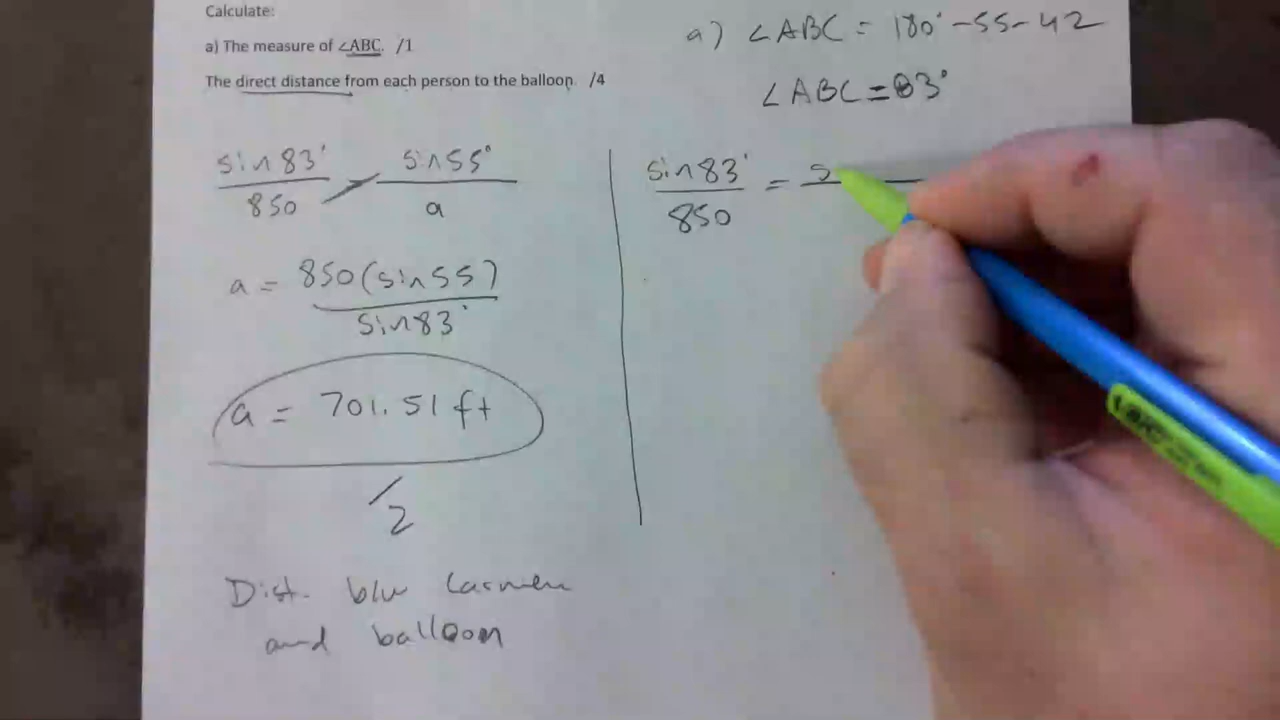 Calculate:
a) The measure of ∠ABC. /1
The direct distance from each person to the balloon. /4
a) ∠ABC = 180° - 55 - 42
∠ABC = 83°
sin 83° / 850 = sin 55° / a
a = 850(sin 55) / sin 83°
a = 701.51 ft
/2
Dist. b/w Carmen
and balloon
sin 83° / 850 = s